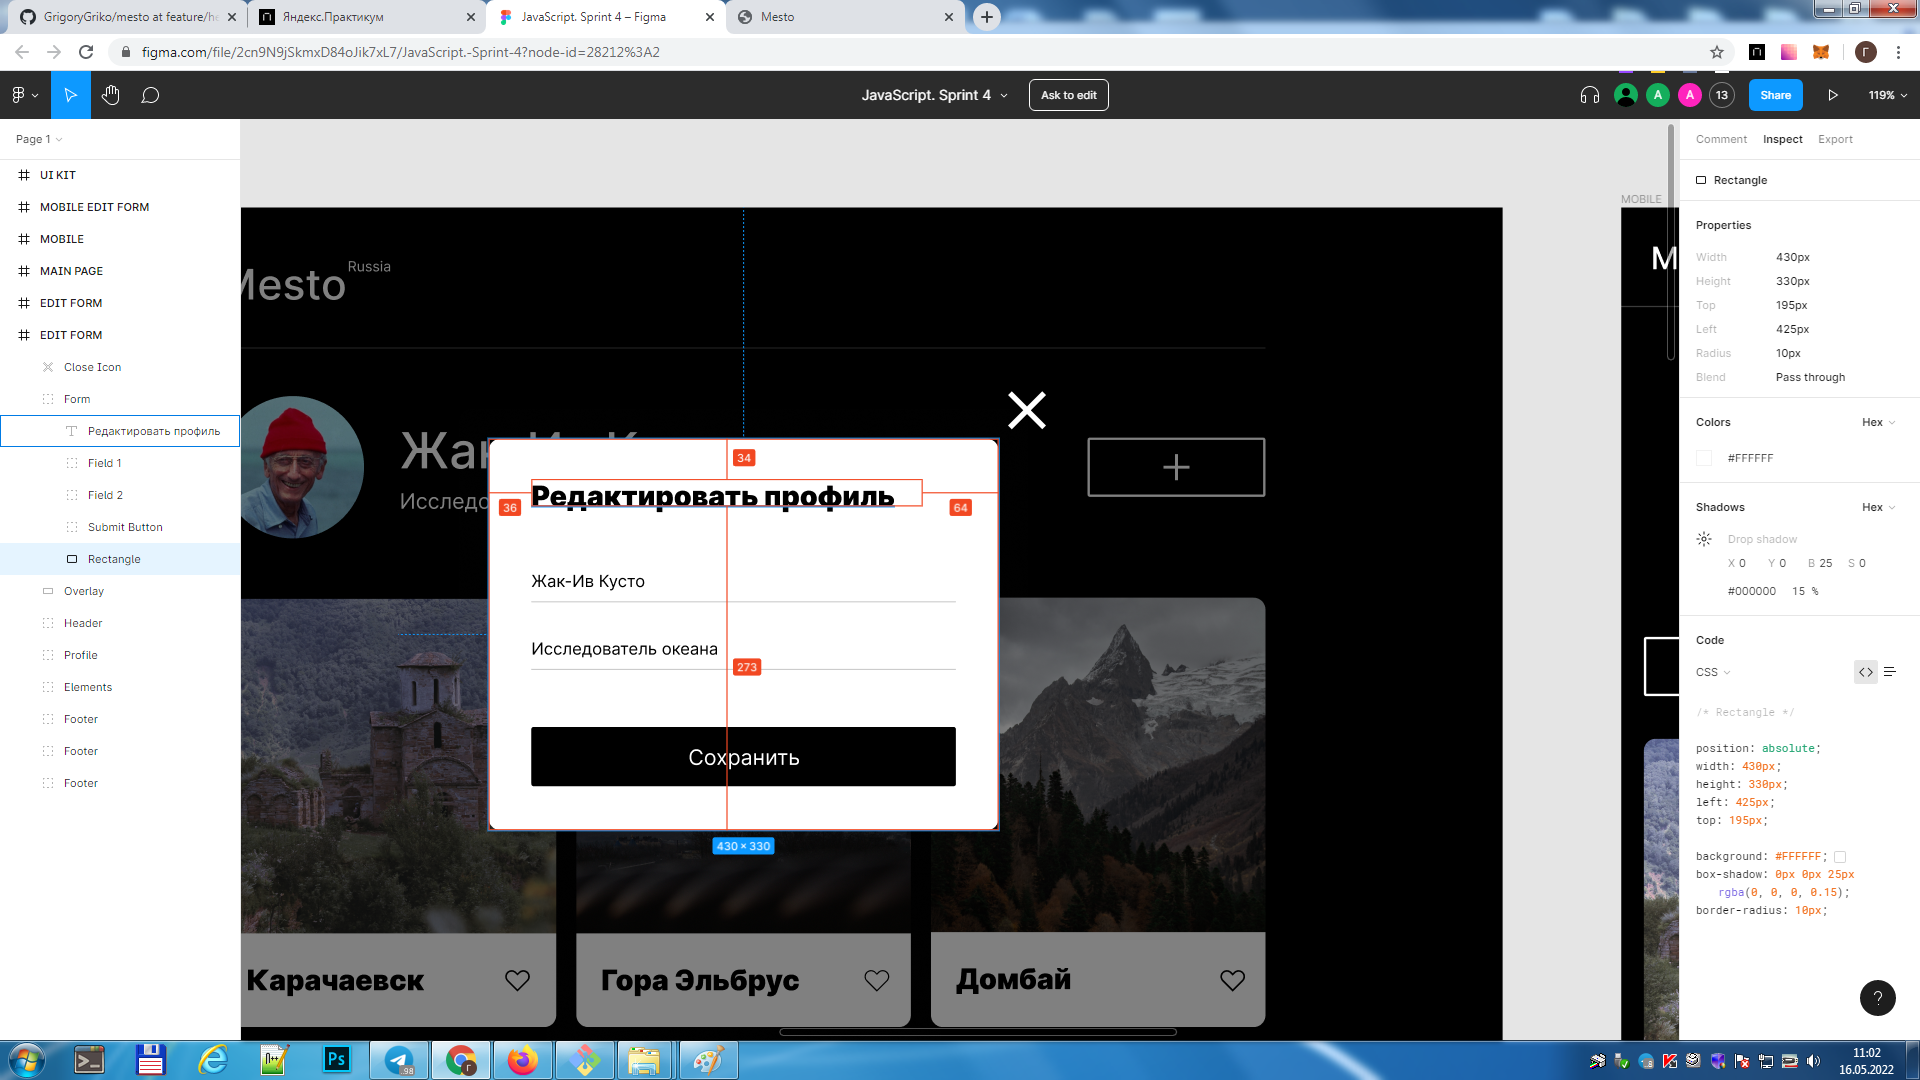 GrigoryGriko/mesto at feature/he
Яндекс.Практикум
JavaScript. Sprint 4 – Figma
Mesto
figma.com/file/2cn9N9jSkmxD84oJik7xL7/JavaScript.-Sprint-4?node-id=28212%3A2
Г
JavaScript. Sprint 4
Ask to edit
A
A
13
Share
119%
Page 1
UI KIT
MOBILE EDIT FORM
MOBILE
MAIN PAGE
EDIT FORM
EDIT FORM
Close Icon
Form
Редактировать профиль
Field 1
Field 2
Submit Button
Rectangle
Overlay
Header
Profile
Elements
Footer
Footer
Footer
Mesto
Russia
Жак-Ив К
Исследо
34
36
Редактировать профиль
64
Жак-Ив Кусто
Исследователь океана
273
Сохранить
430 × 330
Карачаевск
Гора Эльбрус
Домбай
MOBILE
M
Comment
Inspect
Export
Rectangle
Properties
Width 430px
Height 330px
Top 195px
Left 425px
Radius 10px
Blend Pass through
Colors Hex
#FFFFFF
Shadows Hex
Drop shadow
X 0 Y 0 B 25 S 0
#000000 15 %
Code
CSS
/* Rectangle */
position: absolute;
width: 430px;
height: 330px;
left: 425px;
top: 195px;
background: #FFFFFF;
box-shadow: 0px 0px 25px
rgba(0, 0, 0, 0.15);
border-radius: 10px;
?
Ps
98
Г
11:02
16.05.2022